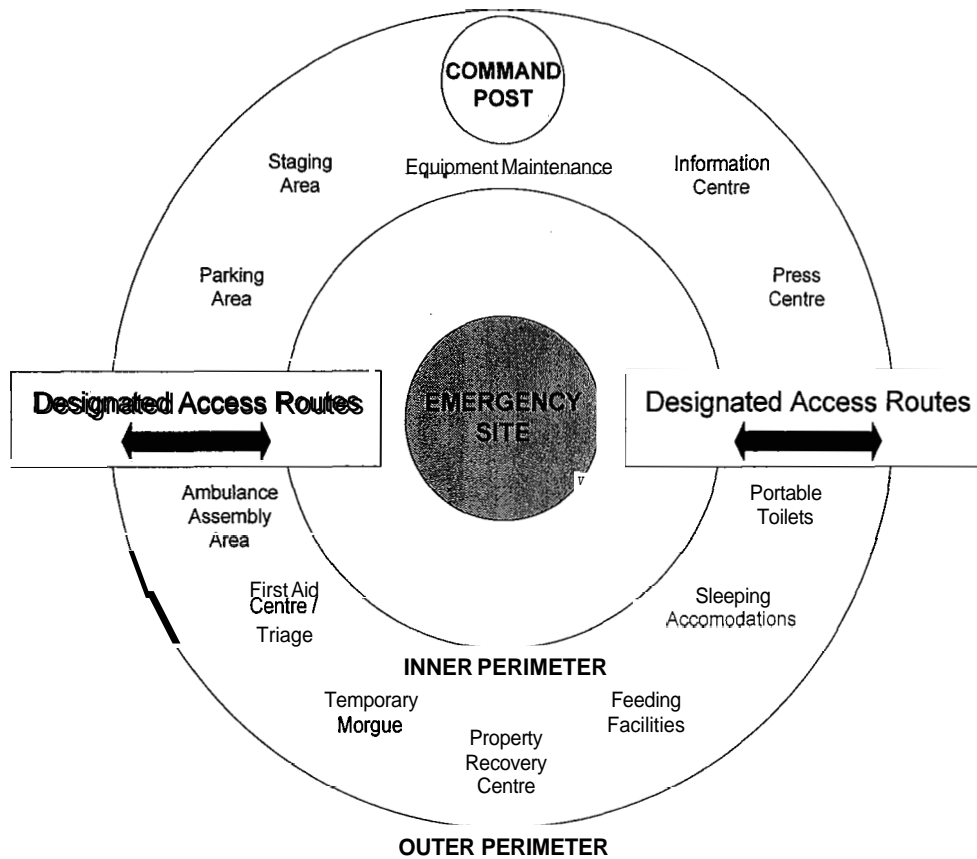 COMMAND
POST
Staging
Area
Equipment Maintenance
Information
Centre
Parking
Area
Press
Centre
Designated Access Routes
EMERGENCY
SITE
Designated Access Routes
Ambulance
Assembly
Area
Portable
Toilets
First Aid
Centre /
Triage
Sleeping
Accomodations
INNER PERIMETER
Temporary
Morgue
Feeding
Facilities
Property
Recovery
Centre
OUTER PERIMETER